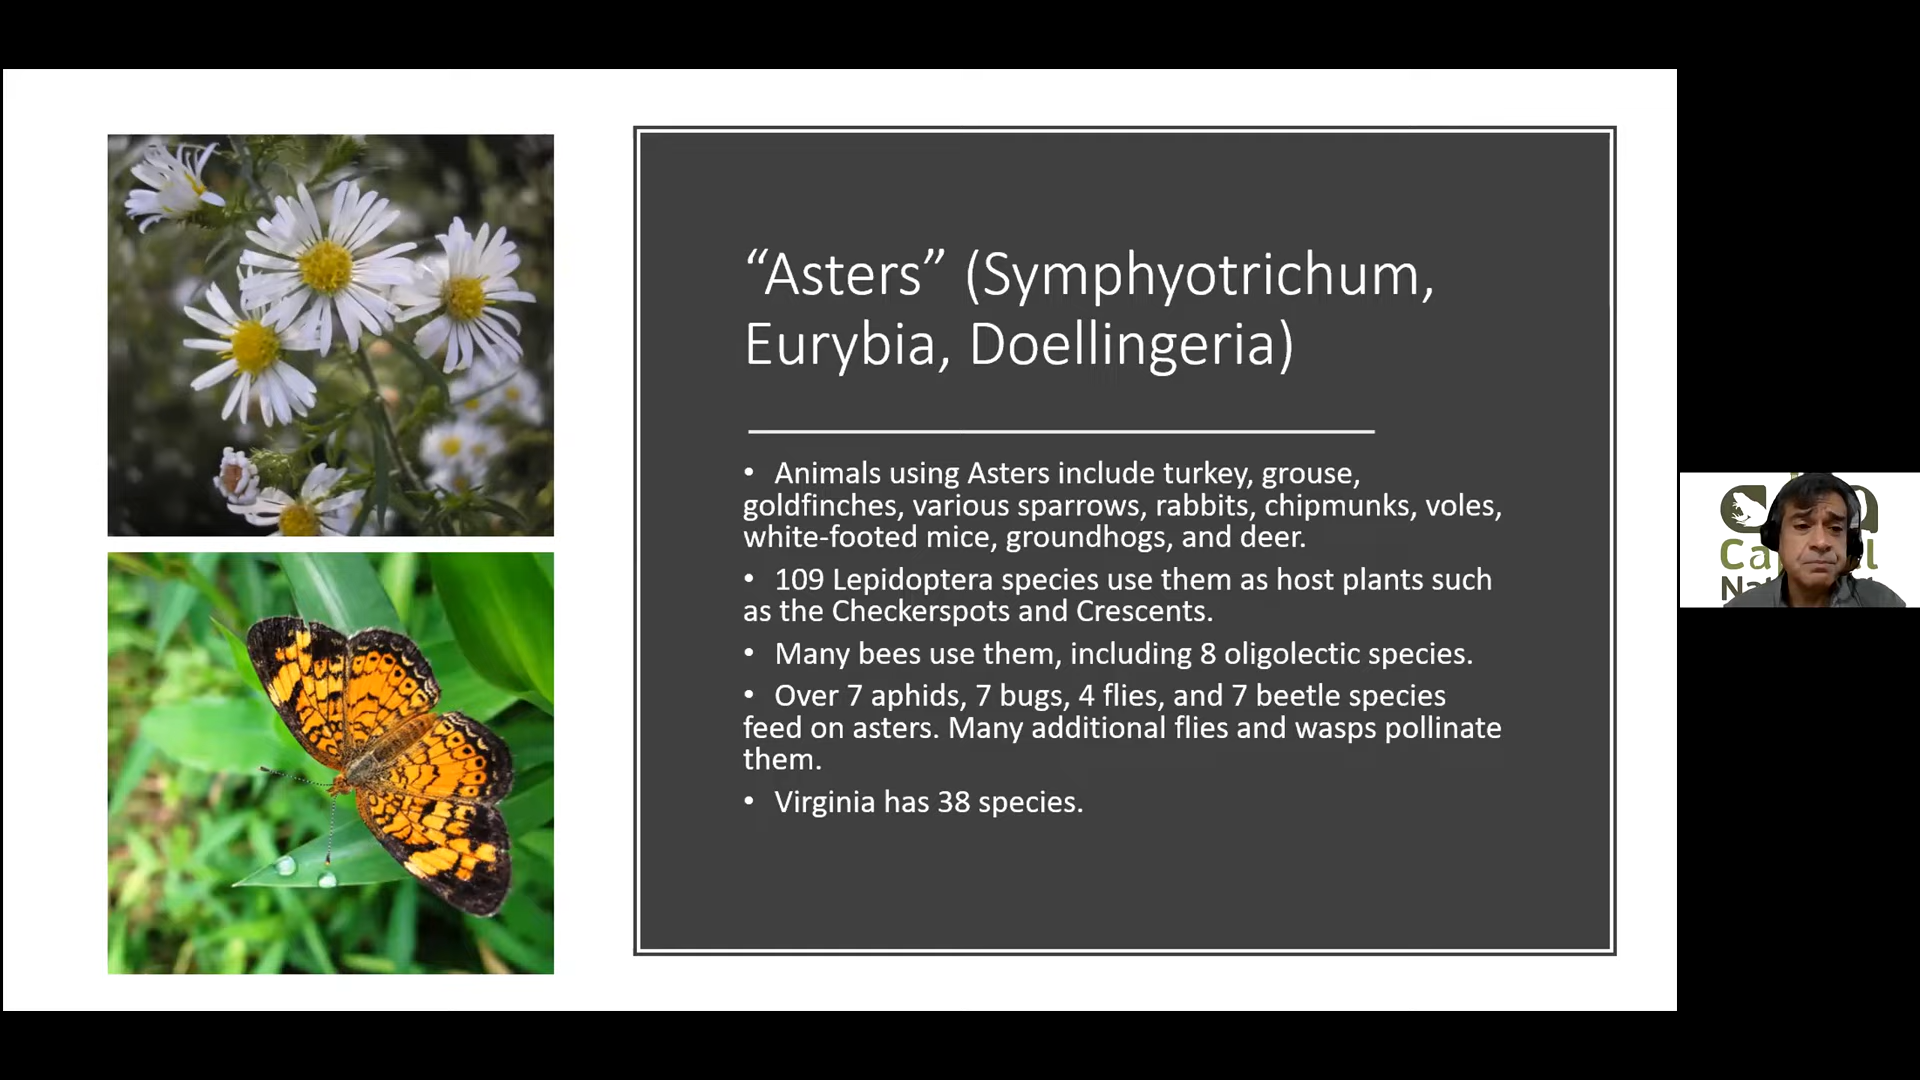 “Asters” (Symphyotrichum,
Eurybia, Doellingeria)
• Animals using Asters include turkey, grouse,
goldfinches, various sparrows, rabbits, chipmunks, voles,
white-footed mice, groundhogs, and deer.
• 109 Lepidoptera species use them as host plants such
as the Checkerspots and Crescents.
• Many bees use them, including 8 oligolectic species.
• Over 7 aphids, 7 bugs, 4 flies, and 7 beetle species
feed on asters. Many additional flies and wasps pollinate
them.
• Virginia has 38 species.